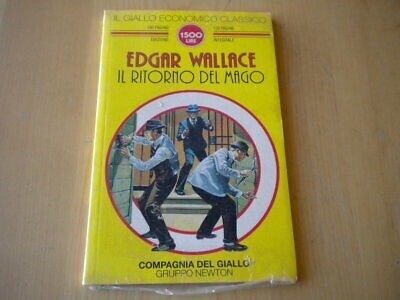 IL GIALLO ECONOMICO CLASSICO
1500
LIRE
EDGAR WALLACE
IL RITORNO DEL MAGO
COMPAGNIA DEL GIALLO
GRUPPO NEWTON